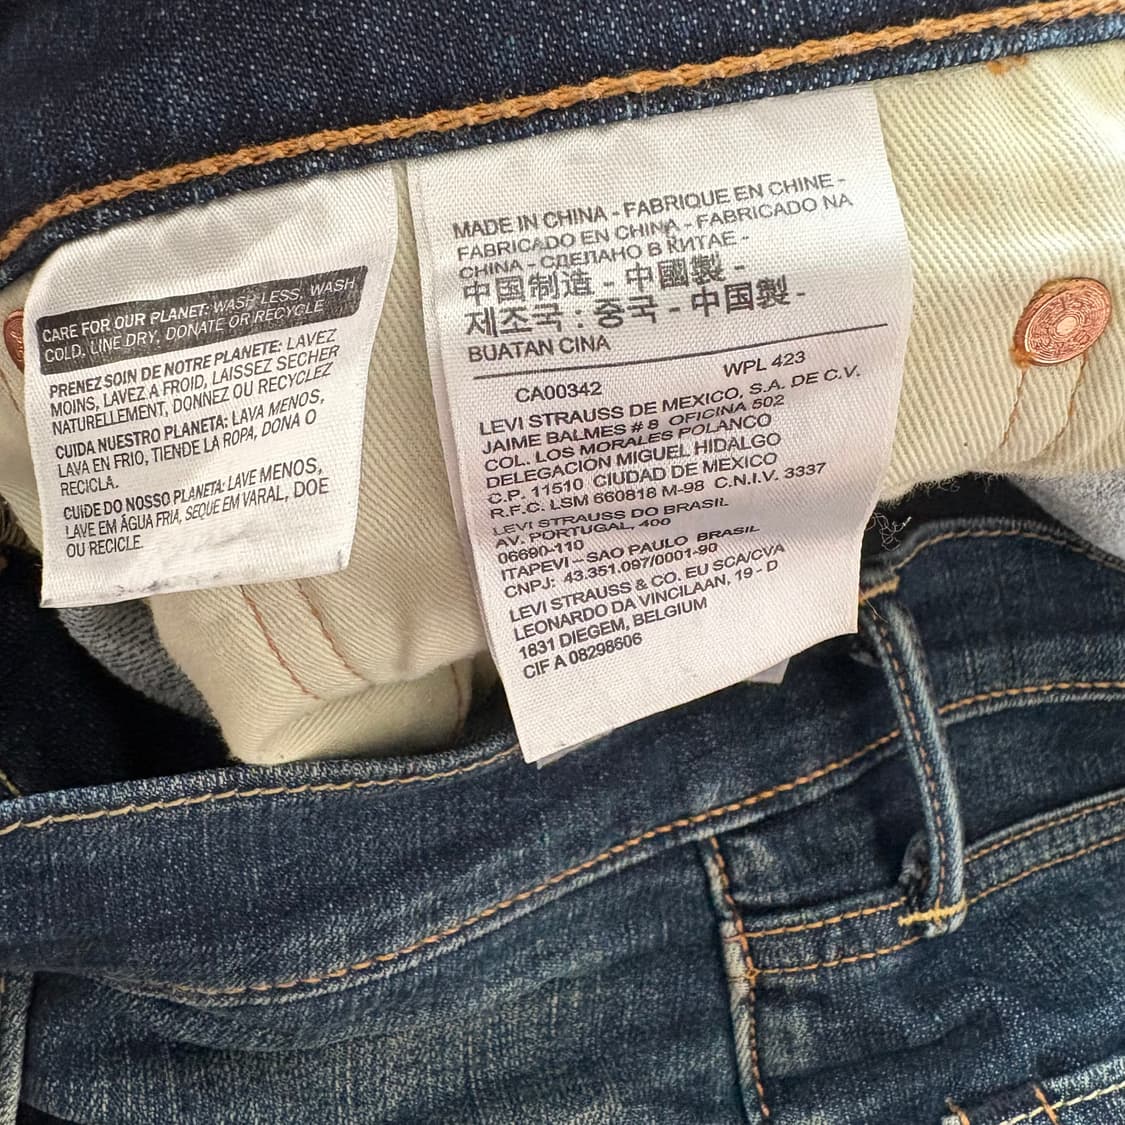 CARE FOR OUR PLANET: WASH LESS, WASH
COLD, LINE DRY, DONATE OR RECYCLE
PRENEZ SOIN DE NOTRE PLANETE: LAVEZ
MOINS, LAVEZ A FROID, LAISSEZ SECHER
NATURELLEMENT, DONNEZ OU RECYCLEZ
CUIDA NUESTRO PLANETA: LAVA MENOS,
LAVA EN FRIO, TIENDE LA ROPA, DONA O
RECICLA.
CUIDE DO NOSSO PLANETA: LAVE MENOS,
LAVE EM ÁGUA FRIA, SEQUE EM VARAL, DOE
OU RECICLE.
MADE IN CHINA - FABRIQUE EN CHINE -
FABRICADO EN CHINA - FABRICADO NA
CHINA - СДЕЛАНО В КИТАЕ -
中国制造 - 中國製 -
제조국 : 중국 - 中国製 -
BUATAN CINA
CA00342 WPL 423
LEVI STRAUSS DE MEXICO, S.A. DE C.V.
JAIME BALMES # 8 OFICINA 502
COL. LOS MORALES POLANCO
DELEGACION MIGUEL HIDALGO
C.P. 11510 CIUDAD DE MEXICO
R.F.C: LSM 660818 M-98 C.N.I.V. 3337
LEVI STRAUSS DO BRASIL
AV. PORTUGAL, 400
06690-110
ITAPEVI – SAO PAULO BRASIL
CNPJ: 43.351.097/0001-90
LEVI STRAUSS & CO. EU SCA/CVA
LEONARDO DA VINCILAAN, 19 - D
1831 DIEGEM, BELGIUM
CIF A 08298606